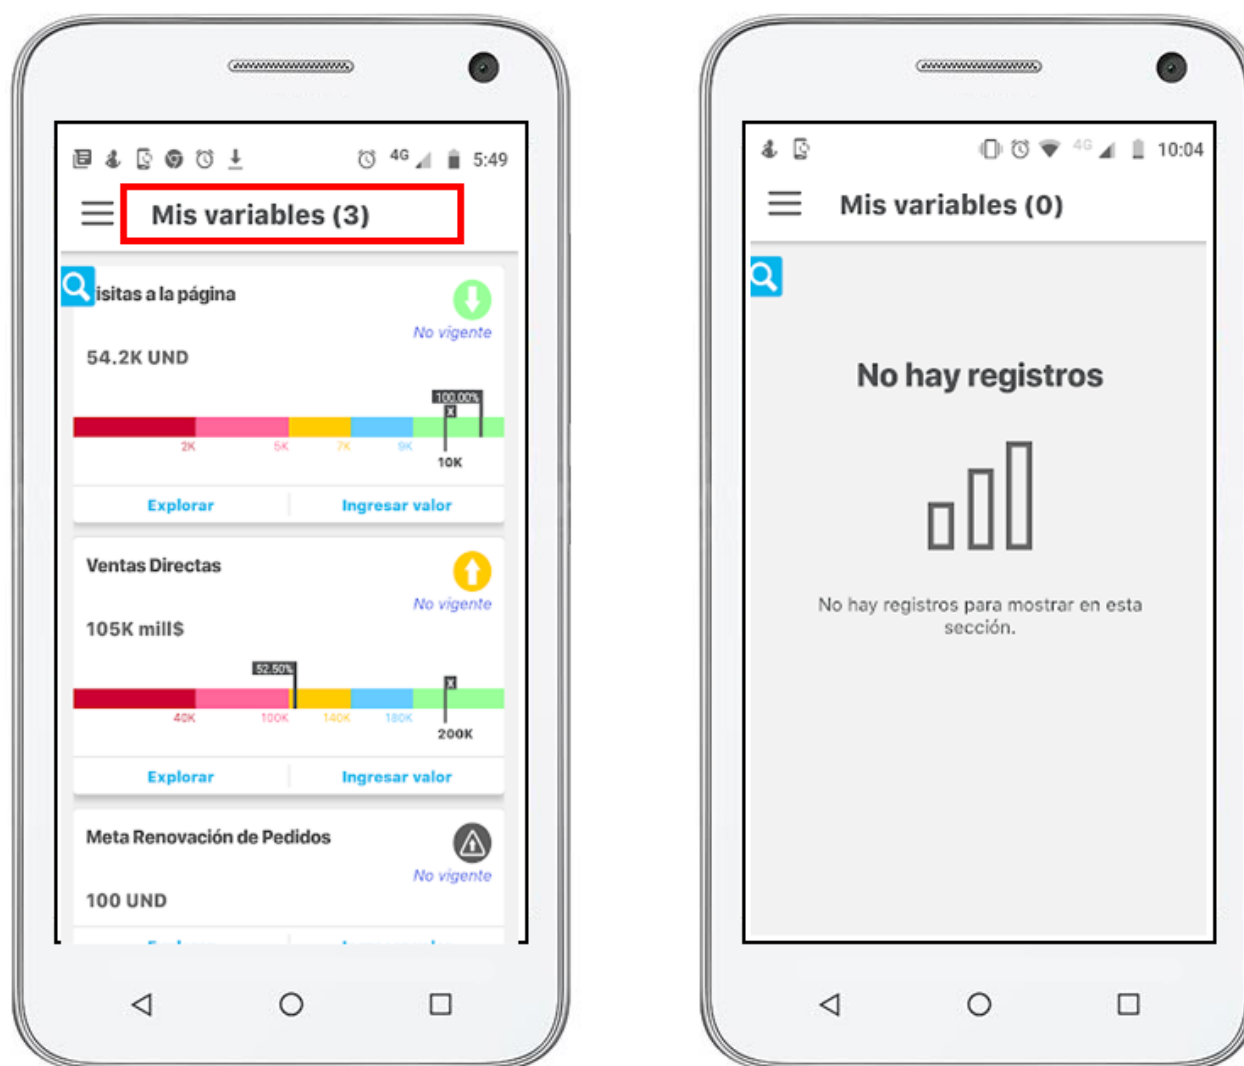 4G 5:49
Mis variables (3)
isitas a la página
No vigente
54.2K UND
100.00%
X
2K 5K 7K 9K
10K
Explorar Ingresar valor
Ventas Directas
No vigente
105K mill$
52.50%
X
40K 100K 140K 180K
200K
Explorar Ingresar valor
Meta Renovación de Pedidos
No vigente
100 UND
4G 10:04
Mis variables (0)
No hay registros
No hay registros para mostrar en esta
sección.